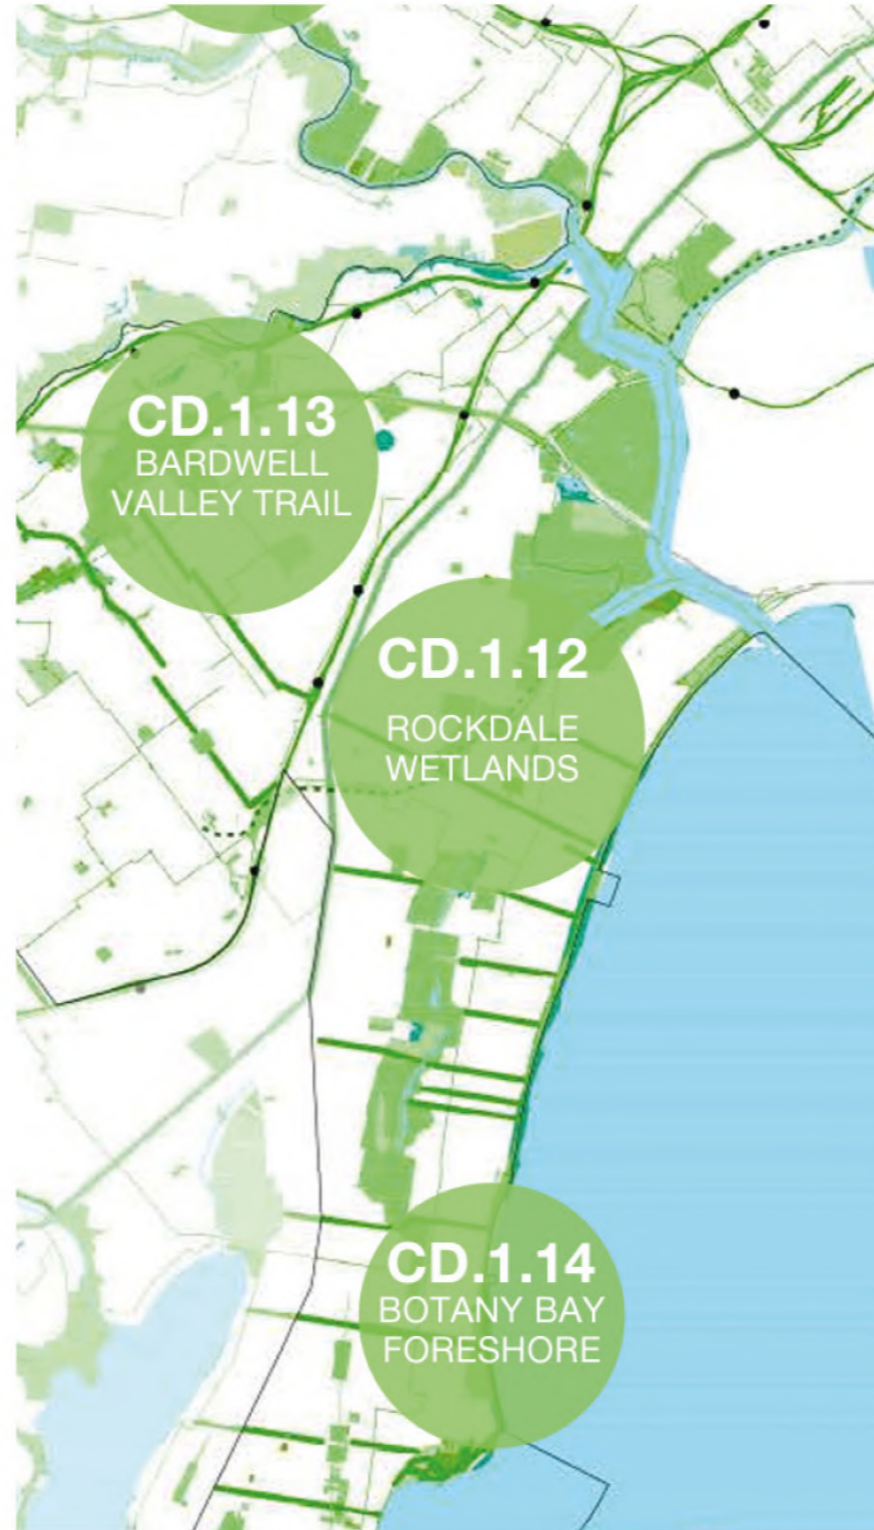 CD.1.13
BARDWELL
VALLEY TRAIL
CD.1.12
ROCKDALE
WETLANDS
CD.1.14
BOTANY BAY
FORESHORE